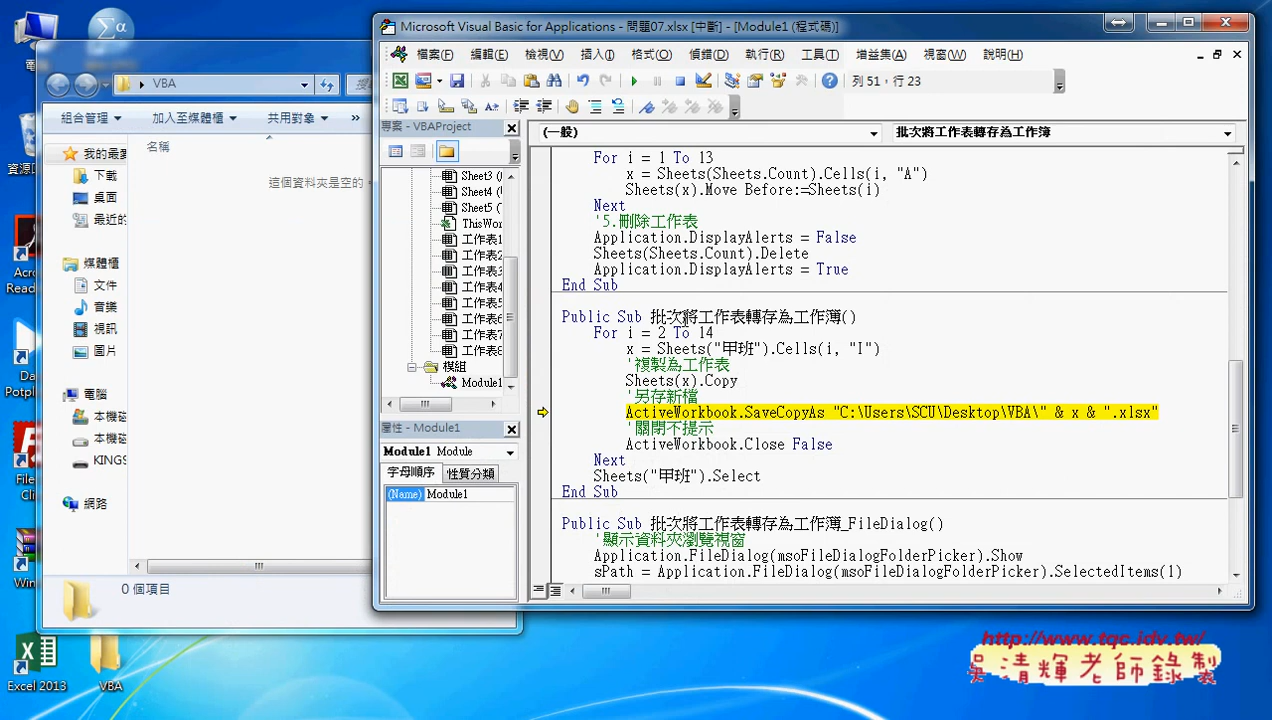 Microsoft Visual Basic for Applications - 問題07.xlsx [中斷] - [Module1 (程式碼)]
檔案(F) 編輯(E) 檢視(V) 插入(I) 格式(O) 偵錯(D) 執行(R) 工具(T) 增益集(A) 視窗(W) 說明(H)
列 51，行 23
專案 - VBAProject
Sheet3 (
Sheet4 (
Sheet5 (
ThisWor
工作表1
工作表2
工作表3
工作表4
工作表5
工作表6
工作表7
工作表8
模組
Module1
屬性 - Module1
Module1 Module
字母順序 性質分類
(Name) Module1
(一般) 批次將工作表轉存為工作簿
For i = 1 To 13
x = Sheets(Sheets.Count).Cells(i, "A")
Sheets(x).Move Before:=Sheets(i)
Next
'5.刪除工作表
Application.DisplayAlerts = False
Sheets(Sheets.Count).Delete
Application.DisplayAlerts = True
End Sub
Public Sub 批次將工作表轉存為工作簿()
For i = 2 To 14
x = Sheets("甲班").Cells(i, "I")
'複製為工作表
Sheets(x).Copy
'另存新檔
ActiveWorkbook.SaveCopyAs "C:\Users\SCU\Desktop\VBA\" & x & ".xlsx"
'關閉不提示
ActiveWorkbook.Close False
Next
Sheets("甲班").Select
End Sub
Public Sub 批次將工作表轉存為工作簿_FileDialog()
'顯示資料夾瀏覽視窗
Application.FileDialog(msoFileDialogFolderPicker).Show
sPath = Application.FileDialog(msoFileDialogFolderPicker).SelectedItems(1)
VBA
組合管理 加入至媒體櫃 共用對象 »
我的最愛
下載
桌面
最近的
媒體櫃
文件
音樂
視訊
圖片
電腦
本機磁
本機磁
KINGS
網路
名稱
這個資料夾是空的。
0 個項目
資源回
Acro
Read
Da
Potpl
File
Cli
Win
Excel 2013
VBA
http://www.tqc.idv.tw/
吳清輝老師錄製